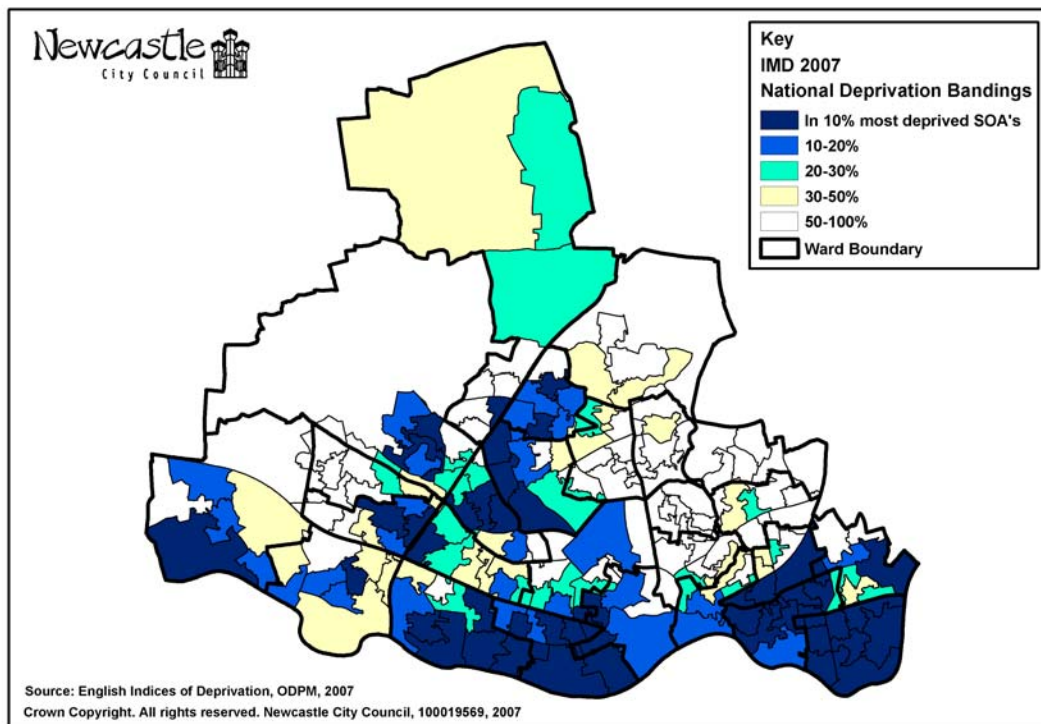 Newcastle
City Council
Key
IMD 2007
National Deprivation Bandings
In 10% most deprived SOA's
10-20%
20-30%
30-50%
50-100%
Ward Boundary
Source: English Indices of Deprivation, ODPM, 2007
Crown Copyright. All rights reserved. Newcastle City Council, 100019569, 2007